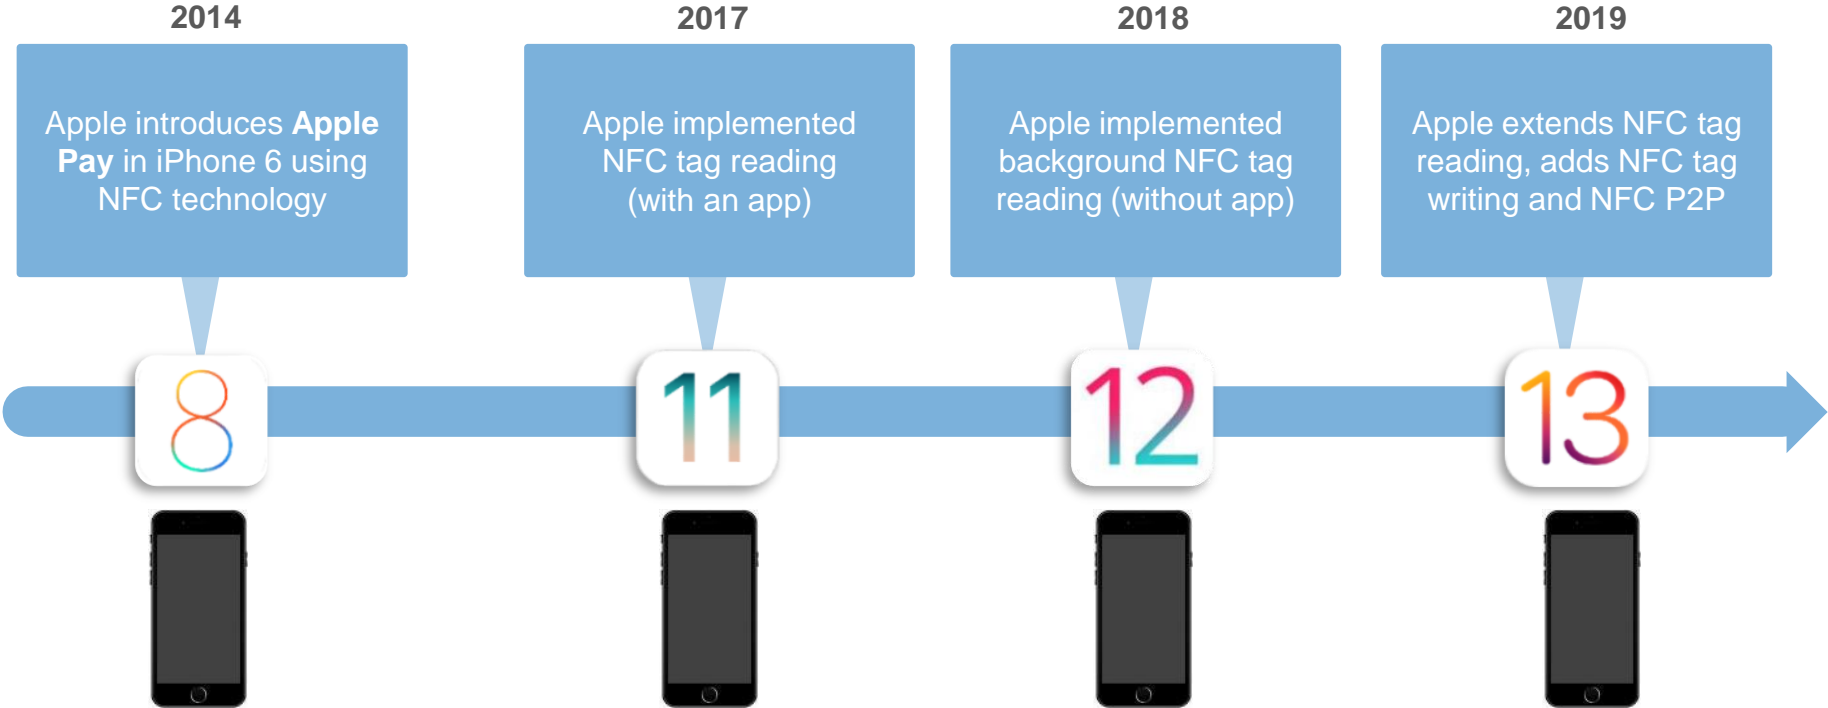 2014
Apple introduces Apple
Pay in iPhone 6 using
NFC technology
2017
Apple implemented
NFC tag reading
(with an app)
2018
Apple implemented
background NFC tag
reading (without app)
2019
Apple extends NFC tag
reading, adds NFC tag
writing and NFC P2P
8
11
12
13